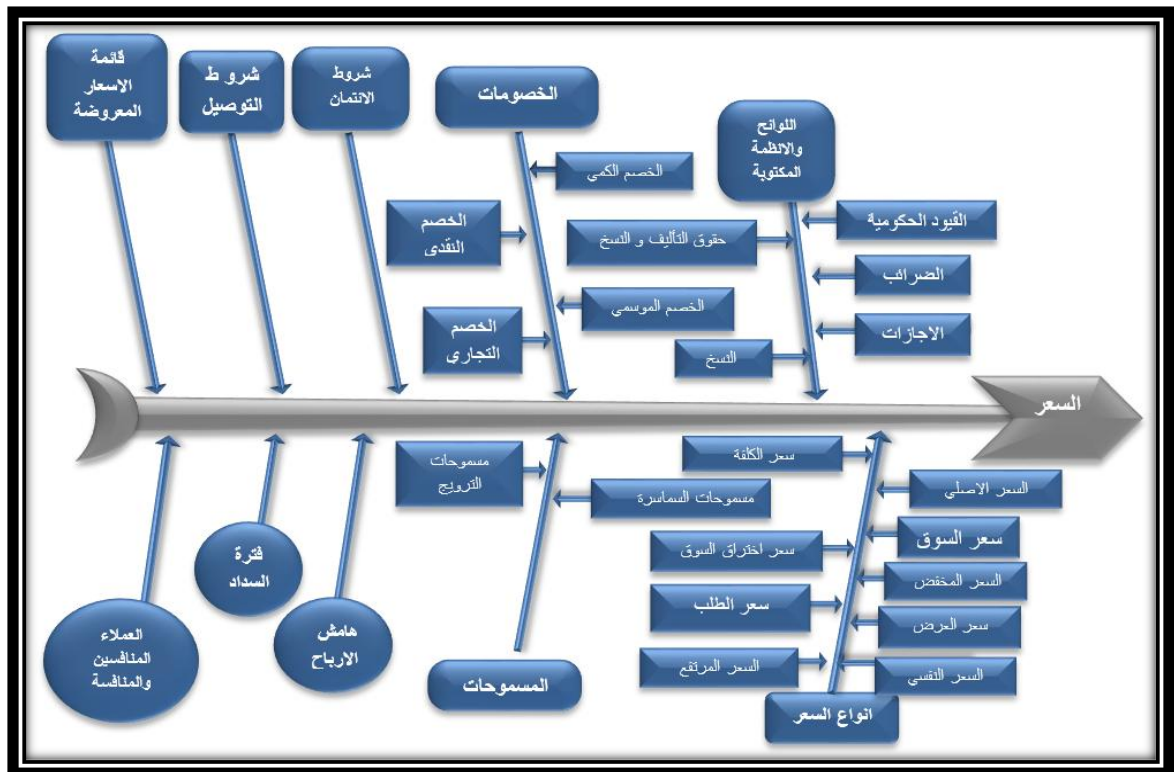 قائمة
الاسعار
المعروضة
شروط
التوصيل
شروط
الائتمان
الخصومات
اللوائح
والانظمة
المكتوبة
الخصم الكمي
الخصم
النقدى
الخصم الموسمي
الخصم
التجاري
القيود الحكومية
حقوق التأليف و النسخ
الضرائب
الاجازات
النسخ
السعر
العملاء
المنافسين
والمنافسة
فترة
السداد
هامش
الارباح
مسموحات
الترويج
مسموحات السماسرة
المسموحات
سعر الكلفة
السعر الاصلي
سعر السوق
سعر اختراق السوق
السعر المخفض
سعر الطلب
سعر العرض
السعر المرتفع
السعر النفسي
انواع السعر